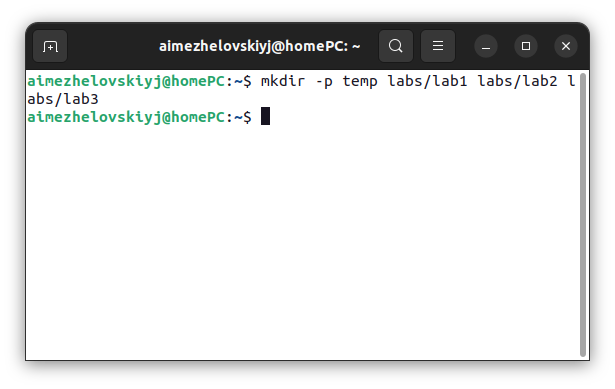 aimezhelovskiyj@homePC: ~
aimezhelovskiyj@homePC:~$ mkdir -p temp labs/lab1 labs/lab2 l
abs/lab3
aimezhelovskiyj@homePC:~$